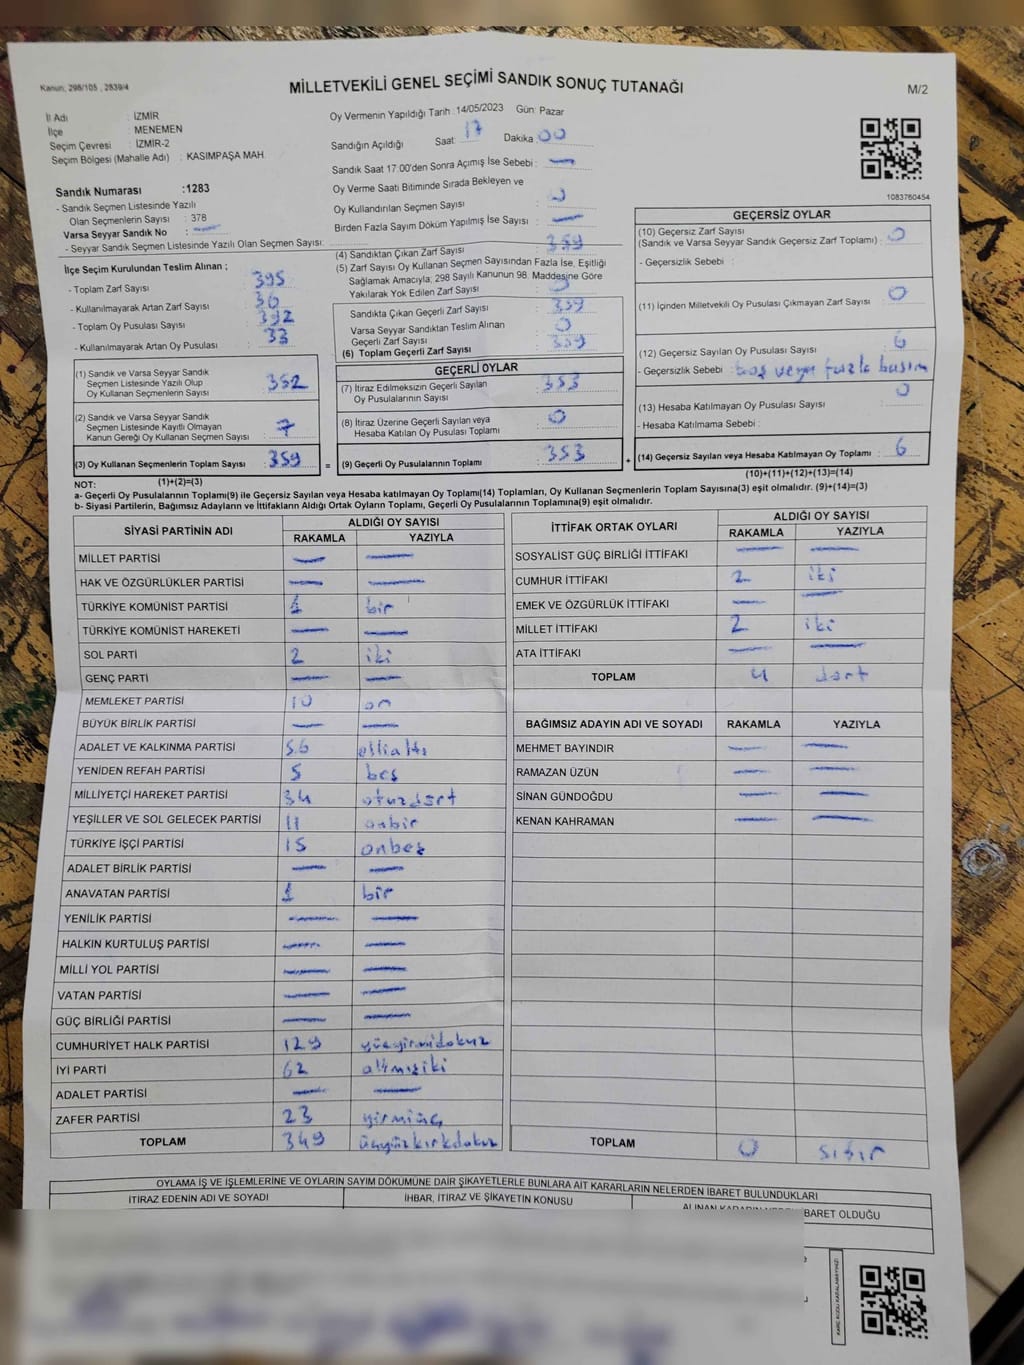 Kanun; 298/105 , 2839/4
MİLLETVEKİLİ GENEL SEÇİMİ SANDIK SONUÇ TUTANAĞI
M/2
İl Adı : İZMİR
İlçe : MENEMEN
Seçim Çevresi : İZMİR-2
Seçim Bölgesi (Mahalle Adı) : KASIMPAŞA MAH.
Sandık Numarası :1283
- Sandık Seçmen Listesinde Yazılı
Olan Seçmenlerin Sayısı : 378
Varsa Seyyar Sandık No :
- Seyyar Sandık Seçmen Listesinde Yazılı Olan Seçmen Sayısı.
Oy Vermenin Yapıldığı Tarih : 14/05/2023 Gün: Pazar
Sandığın Açıldığı Saat: 17 Dakika : 00
Sandık Saat 17.00'den Sonra Açımış İse Sebebi :
Oy Verme Saati Bitiminde Sırada Bekleyen ve
Oy Kullandırılan Seçmen Sayısı : 0
Birden Fazla Sayım Döküm Yapılmış İse Sayısı :
1083760454
İlçe Seçim Kurulundan Teslim Alınan ;
- Toplam Zarf Sayısı : 395
- Kullanılmayarak Artan Zarf Sayısı : 36
- Toplam Oy Pusulası Sayısı : 392
- Kullanılmayarak Artan Oy Pusulası : 33
(4) Sandıktan Çıkan Zarf Sayısı : 359
(5) Zarf Sayısı Oy Kullanan Seçmen Sayısından Fazla İse, Eşitliği
Sağlamak Amacıyla; 298 Sayılı Kanunun 98. Maddesine Göre
Yakılarak Yok Edilen Zarf Sayısı : 0
Sandıkta Çıkan Geçerli Zarf Sayısı : 359
Varsa Seyyar Sandıktan Teslim Alınan
Geçerli Zarf Sayısı : 0
(6) Toplam Geçerli Zarf Sayısı : 359
GEÇERSİZ OYLAR
(10) Geçersiz Zarf Sayısı
(Sandık ve Varsa Seyyar Sandık Geçersiz Zarf Toplamı) : 0
- Geçersizlik Sebebi :
(11) İçinden Milletvekili Oy Pusulası Çıkmayan Zarf Sayısı : 0
(12) Geçersiz Sayılan Oy Pusulası Sayısı : 6
- Geçersizlik Sebebi : boş veya fazla basım
(13) Hesaba Katılmayan Oy Pusulası Sayısı : 0
- Hesaba Katılmama Sebebi :
(1) Sandık ve Varsa Seyyar Sandık
Seçmen Listesinde Yazılı Olup
Oy Kullanan Seçmenlerin Sayısı : 352
(2) Sandık ve Varsa Seyyar Sandık
Seçmen Listesinde Kayıtlı Olmayan
Kanun Gereği Oy Kullanan Seçmen Sayısı : 7
GEÇERLİ OYLAR
(7) İtiraz Edilmeksizin Geçerli Sayılan
Oy Pusulalarının Sayısı : 353
(8) İtiraz Üzerine Geçerli Sayılan veya
Hesaba Katılan Oy Pusulası Toplamı : 0
(3) Oy Kullanan Seçmenlerin Toplam Sayısı : 359 = (9) Geçerli Oy Pusulalarının Toplamı : 353 + (14) Geçersiz Sayılan veya Hesaba Katılmayan Oy Toplamı : 6
NOT: (1)+(2)=(3) (10)+(11)+(12)+(13)=(14)
a- Geçerli Oy Pusulalarının Toplamı(9) ile Geçersiz Sayılan veya Hesaba katılmayan Oy Toplamı(14) Toplamları, Oy Kullanan Seçmenlerin Toplam Sayısına(3) eşit olmalıdır. (9)+(14)=(3)
b- Siyasi Partilerin, Bağımsız Adayların ve İttifakların Aldığı Ortak Oyların Toplamı, Geçerli Oy Pusulalarının Toplamına(9) eşit olmalıdır.
SİYASİ PARTİNİN ADI ALDIĞI OY SAYISI
RAKAMLA YAZIYLA
MİLLET PARTİSİ
HAK VE ÖZGÜRLÜKLER PARTİSİ
TÜRKİYE KOMÜNİST PARTİSİ 1 bir
TÜRKİYE KOMÜNİST HAREKETİ
SOL PARTİ 2 iki
GENÇ PARTİ
MEMLEKET PARTİSİ 10 on
BÜYÜK BİRLİK PARTİSİ
ADALET VE KALKINMA PARTİSİ 56 elli altı
YENİDEN REFAH PARTİSİ 5 beş
MİLLİYETÇİ HAREKET PARTİSİ 34 otuzdört
YEŞİLLER VE SOL GELECEK PARTİSİ 11 onbir
TÜRKİYE İŞÇİ PARTİSİ 15 onbeş
ADALET BİRLİK PARTİSİ
ANAVATAN PARTİSİ 1 bir
YENİLİK PARTİSİ
HALKIN KURTULUŞ PARTİSİ
MİLLİ YOL PARTİSİ
VATAN PARTİSİ
GÜÇ BİRLİĞİ PARTİSİ
CUMHURİYET HALK PARTİSİ 129 yüzyirmidokuz
İYİ PARTİ 62 altmışiki
ADALET PARTİSİ
ZAFER PARTİSİ 23 yirmiüç
TOPLAM 349 üçyüzkırkdokuz
İTTİFAK ORTAK OYLARI ALDIĞI OY SAYISI
RAKAMLA YAZIYLA
SOSYALİST GÜÇ BİRLİĞİ İTTİFAKI
CUMHUR İTTİFAKI 2 iki
EMEK VE ÖZGÜRLÜK İTTİFAKI
MİLLET İTTİFAKI 2 iki
ATA İTTİFAKI
TOPLAM 4 dört
BAĞIMSIZ ADAYIN ADI VE SOYADI RAKAMLA YAZIYLA
MEHMET BAYINDIR
RAMAZAN ÜZÜN
SİNAN GÜNDOĞDU
KENAN KAHRAMAN
TOPLAM 0 sıfır
OYLAMA İŞ VE İŞLEMLERİNE VE OYLARIN SAYIM DÖKÜMÜNE DAİR ŞİKAYETLERLE BUNLARA AİT KARARLARIN NELERDEN İBARET BULUNDUKLARI
İTİRAZ EDENİN ADI VE SOYADI İHBAR, İTİRAZ VE ŞİKAYETİN KONUSU ALINAN KARARIN İBARET OLDUĞU